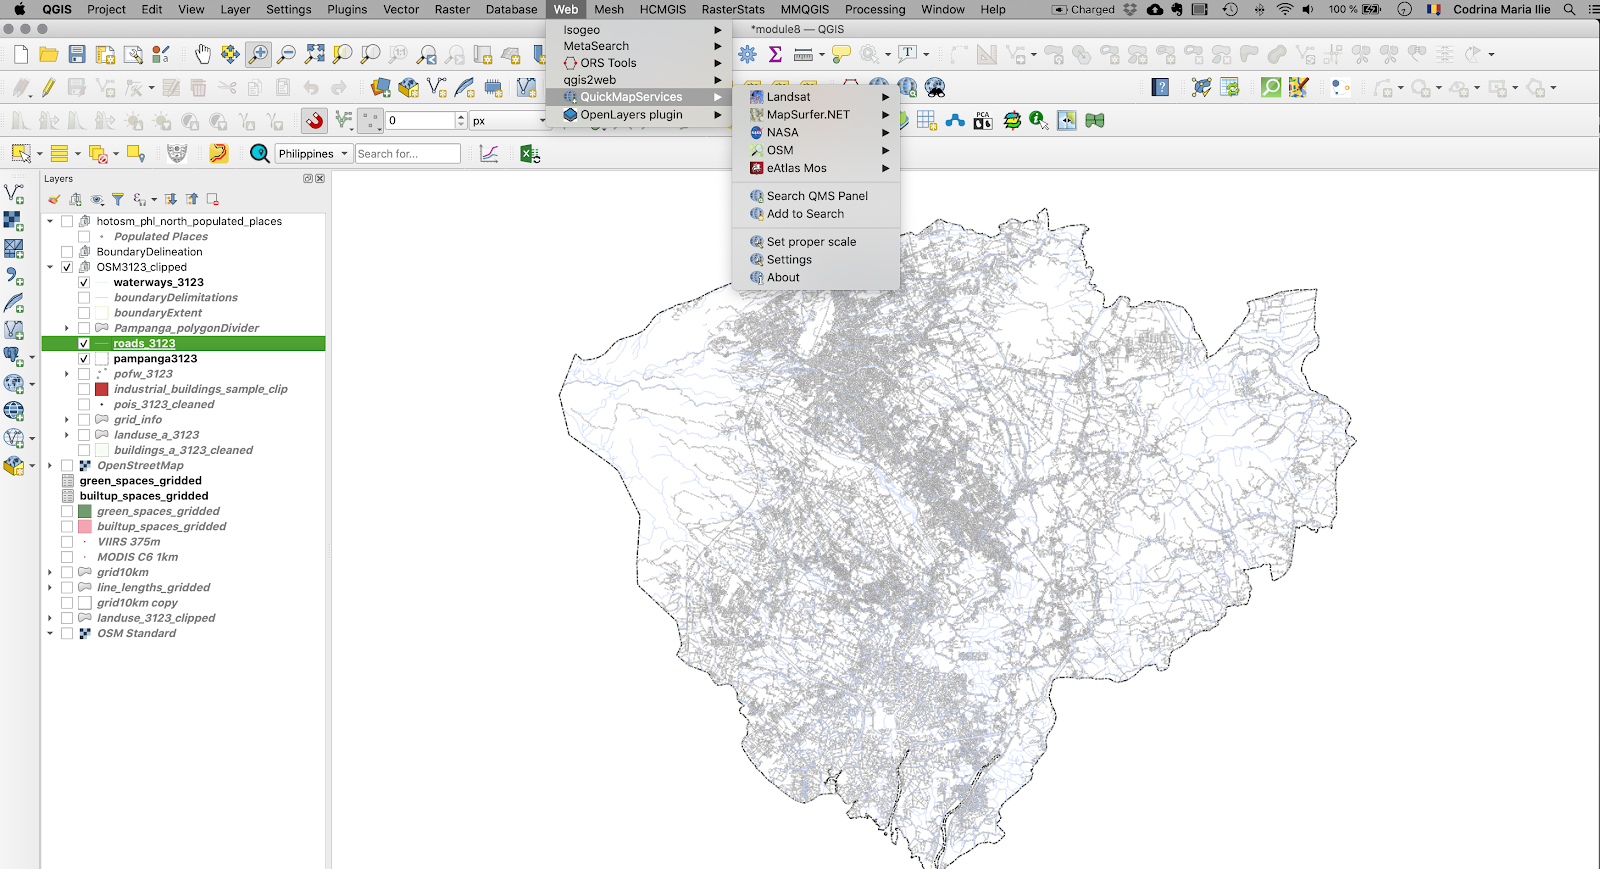 QGIS Project Edit View Layer Settings Plugins Vector Raster Database Web Mesh HCMGIS RasterStats MMQGIS Processing Window Help Charged 100 % Codrina Maria Ilie
*module8 — QGIS
Isogeo
MetaSearch
ORS Tools
qgis2web
QuickMapServices
OpenLayers plugin
Landsat
MapSurfer.NET
NASA
OSM
eAtlas Mos
Search QMS Panel
Add to Search
Set proper scale
Settings
About
0 px
PCA
Philippines Search for...
Layers
hotosm_phl_north_populated_places
Populated Places
BoundaryDelineation
OSM3123_clipped
waterways_3123
boundaryDelimitations
boundaryExtent
Pampanga_polygonDivider
roads_3123
pampanga3123
pofw_3123
industrial_buildings_sample_clip
pois_3123_cleaned
grid_info
landuse_a_3123
buildings_a_3123_cleaned
OpenStreetMap
green_spaces_gridded
builtup_spaces_gridded
green_spaces_gridded
builtup_spaces_gridded
VIIRS 375m
MODIS C6 1km
grid10km
line_lengths_gridded
grid10km copy
landuse_3123_clipped
OSM Standard